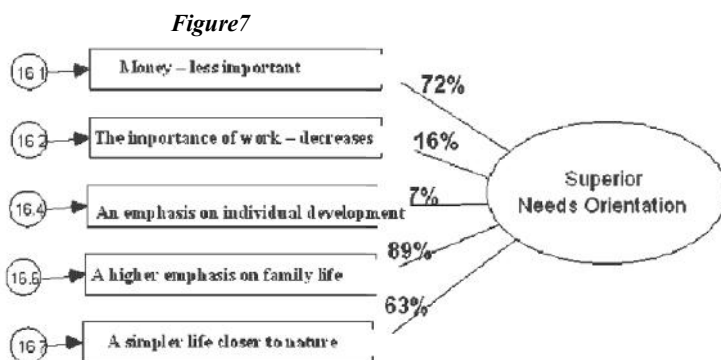 Figure7
16.1 Money – less important 72%
16.2 The importance of work – decreases 16%
16.4 An emphasis on individual development 7%
16.6 A higher emphasis on family life 89%
16.7 A simpler life closer to nature 63%
Superior
Needs Orientation